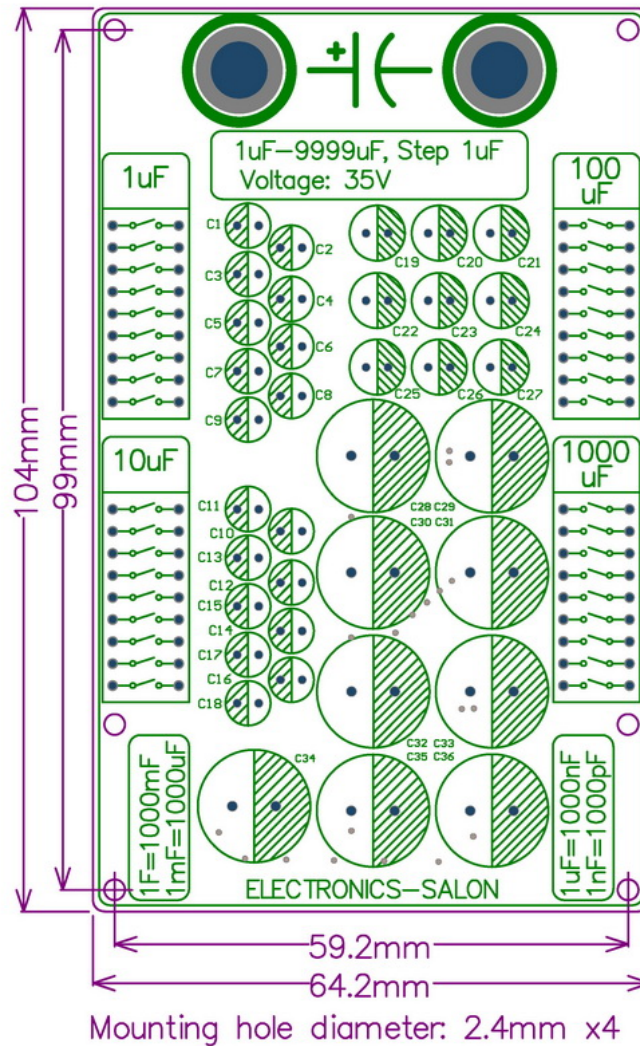 +
1uF-9999uF, Step 1uF
Voltage: 35V
1uF
100
uF
C1
C2
C3
C4
C5
C6
C7
C8
C9
C19
C20
C21
C22
C23
C24
C25
C26
C27
10uF
1000
uF
C11
C10
C13
C12
C15
C14
C17
C16
C18
C28 C29
C30 C31
C32 C33
C35 C36
C34
1F=1000mF
1mF=1000uF
1uF=1000nF
1nF=1000pF
ELECTRONICS-SALON
104mm
99mm
59.2mm
64.2mm
Mounting hole diameter: 2.4mm x4